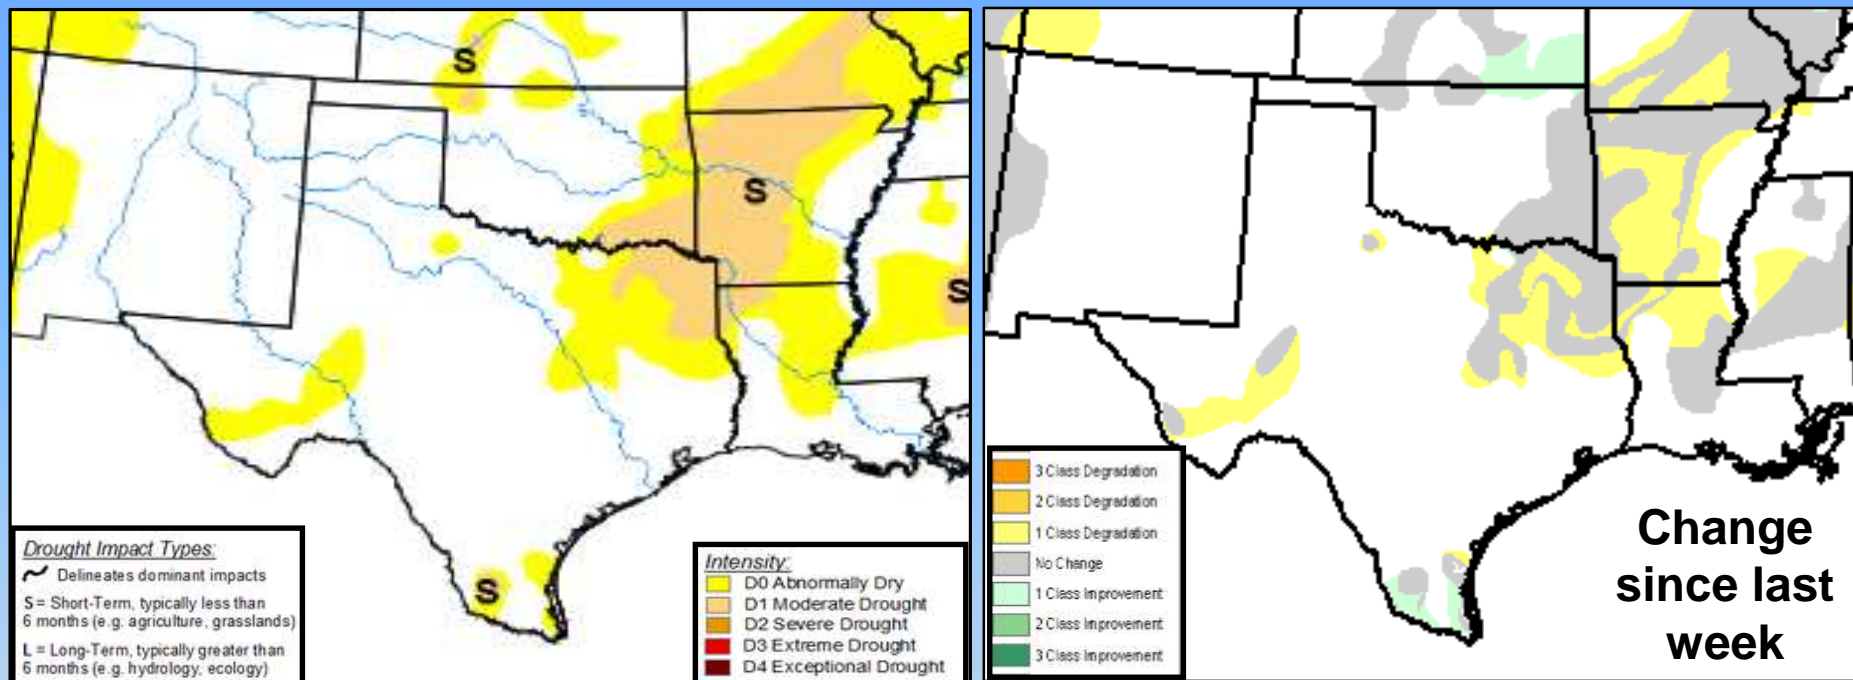 S
S
S
S
Drought Impact Types:
Delineates dominant impacts
S = Short-Term, typically less than
6 months (e.g. agriculture, grasslands)
L = Long-Term, typically greater than
6 months (e.g. hydrology, ecology)
Intensity:
D0 Abnormally Dry
D1 Moderate Drought
D2 Severe Drought
D3 Extreme Drought
D4 Exceptional Drought
3 Class Degradation
2 Class Degradation
1 Class Degradation
No Change
1 Class Improvement
2 Class Improvement
3 Class Improvement
Change
since last
week